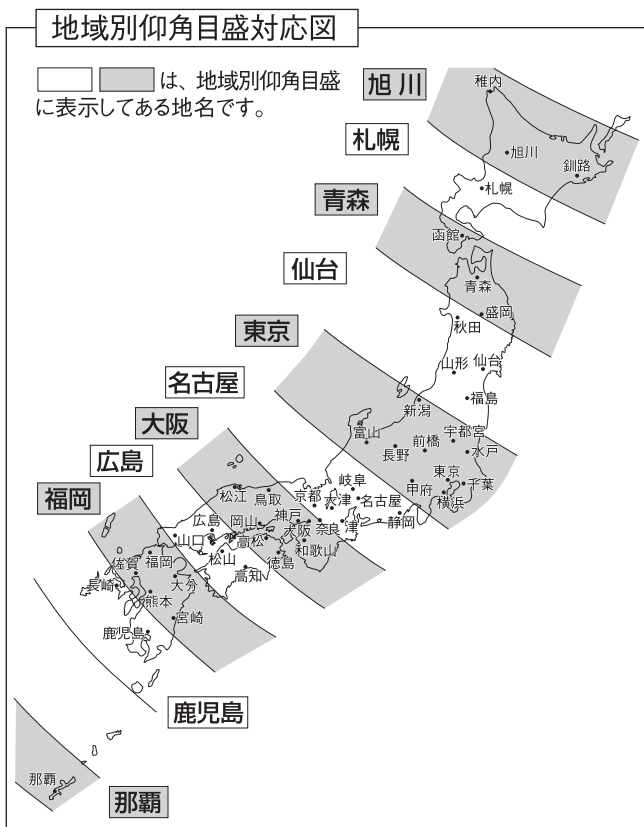 地域別仰角目盛対応図
は、地域別仰角目盛
に表示してある地名です。
旭川
稚内
札幌
旭川
釧路
札幌
青森
函館
仙台
青森
盛岡
東京
秋田
山形 仙台
名古屋
福島
新潟
大阪
富山 宇都宮
長野 前橋 水戸
広島
岐阜 東京 千葉
松江 鳥取 京都 大津 名古屋 甲府 横浜
福岡
広島 岡山 神戸 静岡
山口 高松 大阪 奈良 津
佐賀 福岡 松山 徳島 和歌山
長崎 大分 高知
熊本
宮崎
鹿児島
鹿児島
那覇
那覇